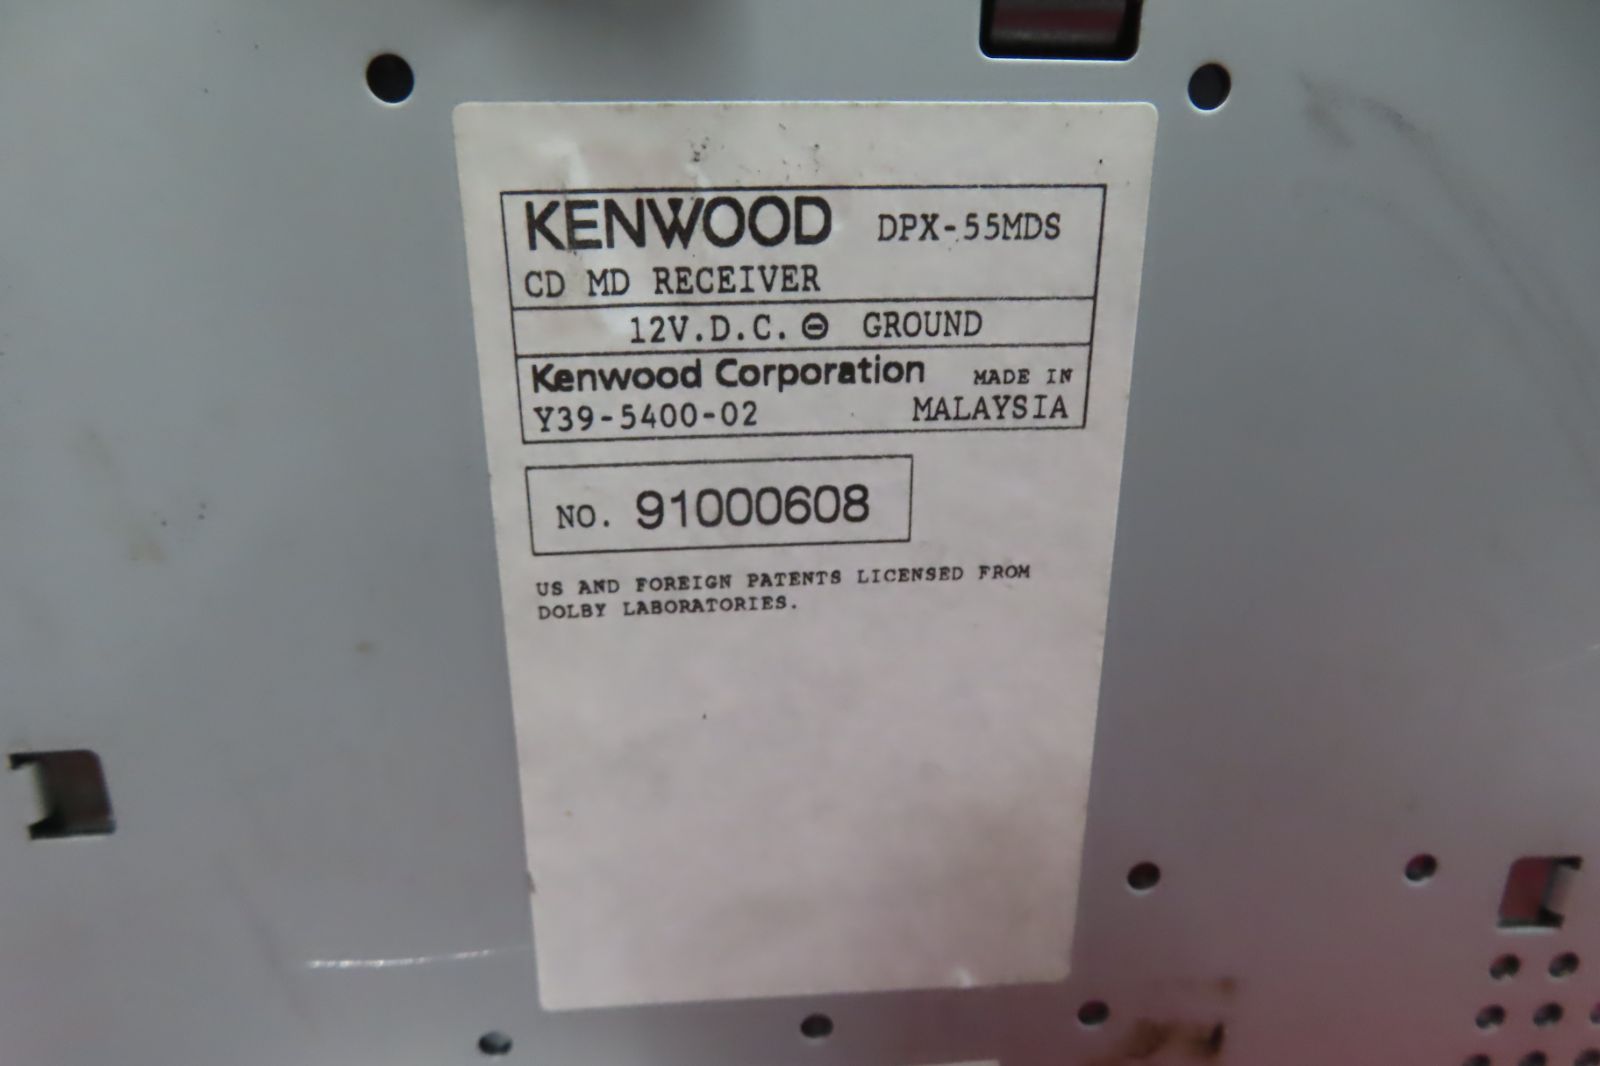 KENWOOD DPX-55MDS
CD MD RECEIVER
12V.D.C. ⊖ GROUND
Kenwood Corporation MADE IN
Y39-5400-02 MALAYSIA
NO. 91000608
US AND FOREIGN PATENTS LICENSED FROM
DOLBY LABORATORIES.